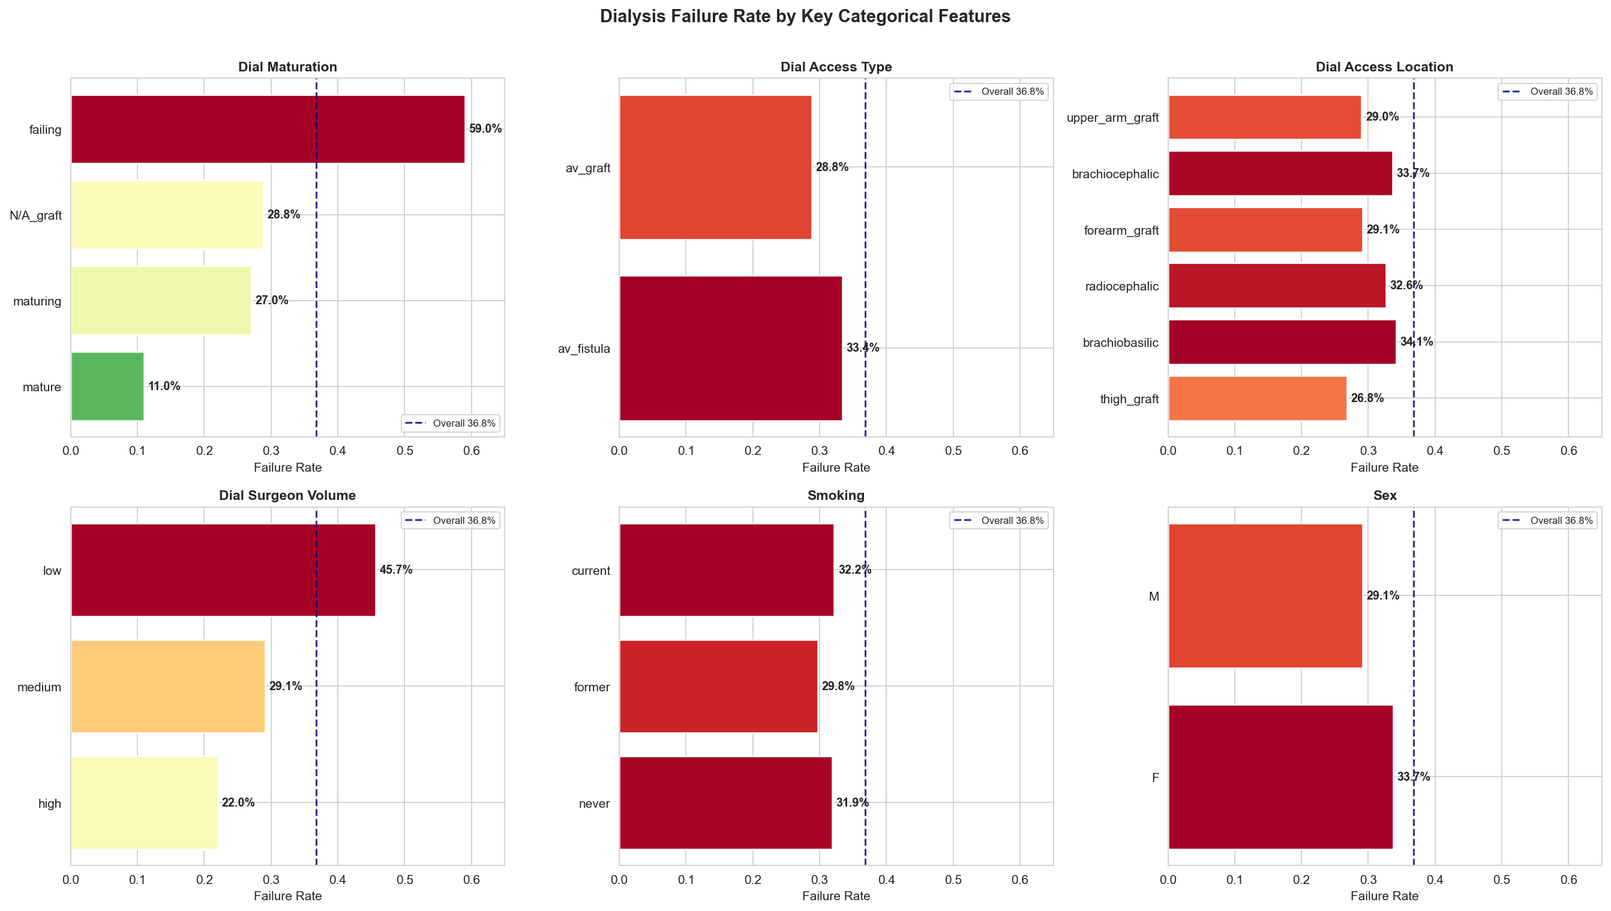 Dialysis Failure Rate by Key Categorical Features
Dial Maturation
failing
59.0%
N/A_graft
28.8%
maturing
27.0%
mature
11.0%
Overall 36.8%
0.0 0.1 0.2 0.3 0.4 0.5 0.6
Failure Rate
Dial Access Type
Overall 36.8%
av_graft
28.8%
av_fistula
33.4%
0.0 0.1 0.2 0.3 0.4 0.5 0.6
Failure Rate
Dial Access Location
Overall 36.8%
upper_arm_graft
29.0%
brachiocephalic
33.7%
forearm_graft
29.1%
radiocephalic
32.6%
brachiobasilic
34.1%
thigh_graft
26.8%
0.0 0.1 0.2 0.3 0.4 0.5 0.6
Failure Rate
Dial Surgeon Volume
Overall 36.8%
low
45.7%
medium
29.1%
high
22.0%
0.0 0.1 0.2 0.3 0.4 0.5 0.6
Failure Rate
Smoking
Overall 36.8%
current
32.2%
former
29.8%
never
31.9%
0.0 0.1 0.2 0.3 0.4 0.5 0.6
Failure Rate
Sex
Overall 36.8%
M
29.1%
F
33.7%
0.0 0.1 0.2 0.3 0.4 0.5 0.6
Failure Rate